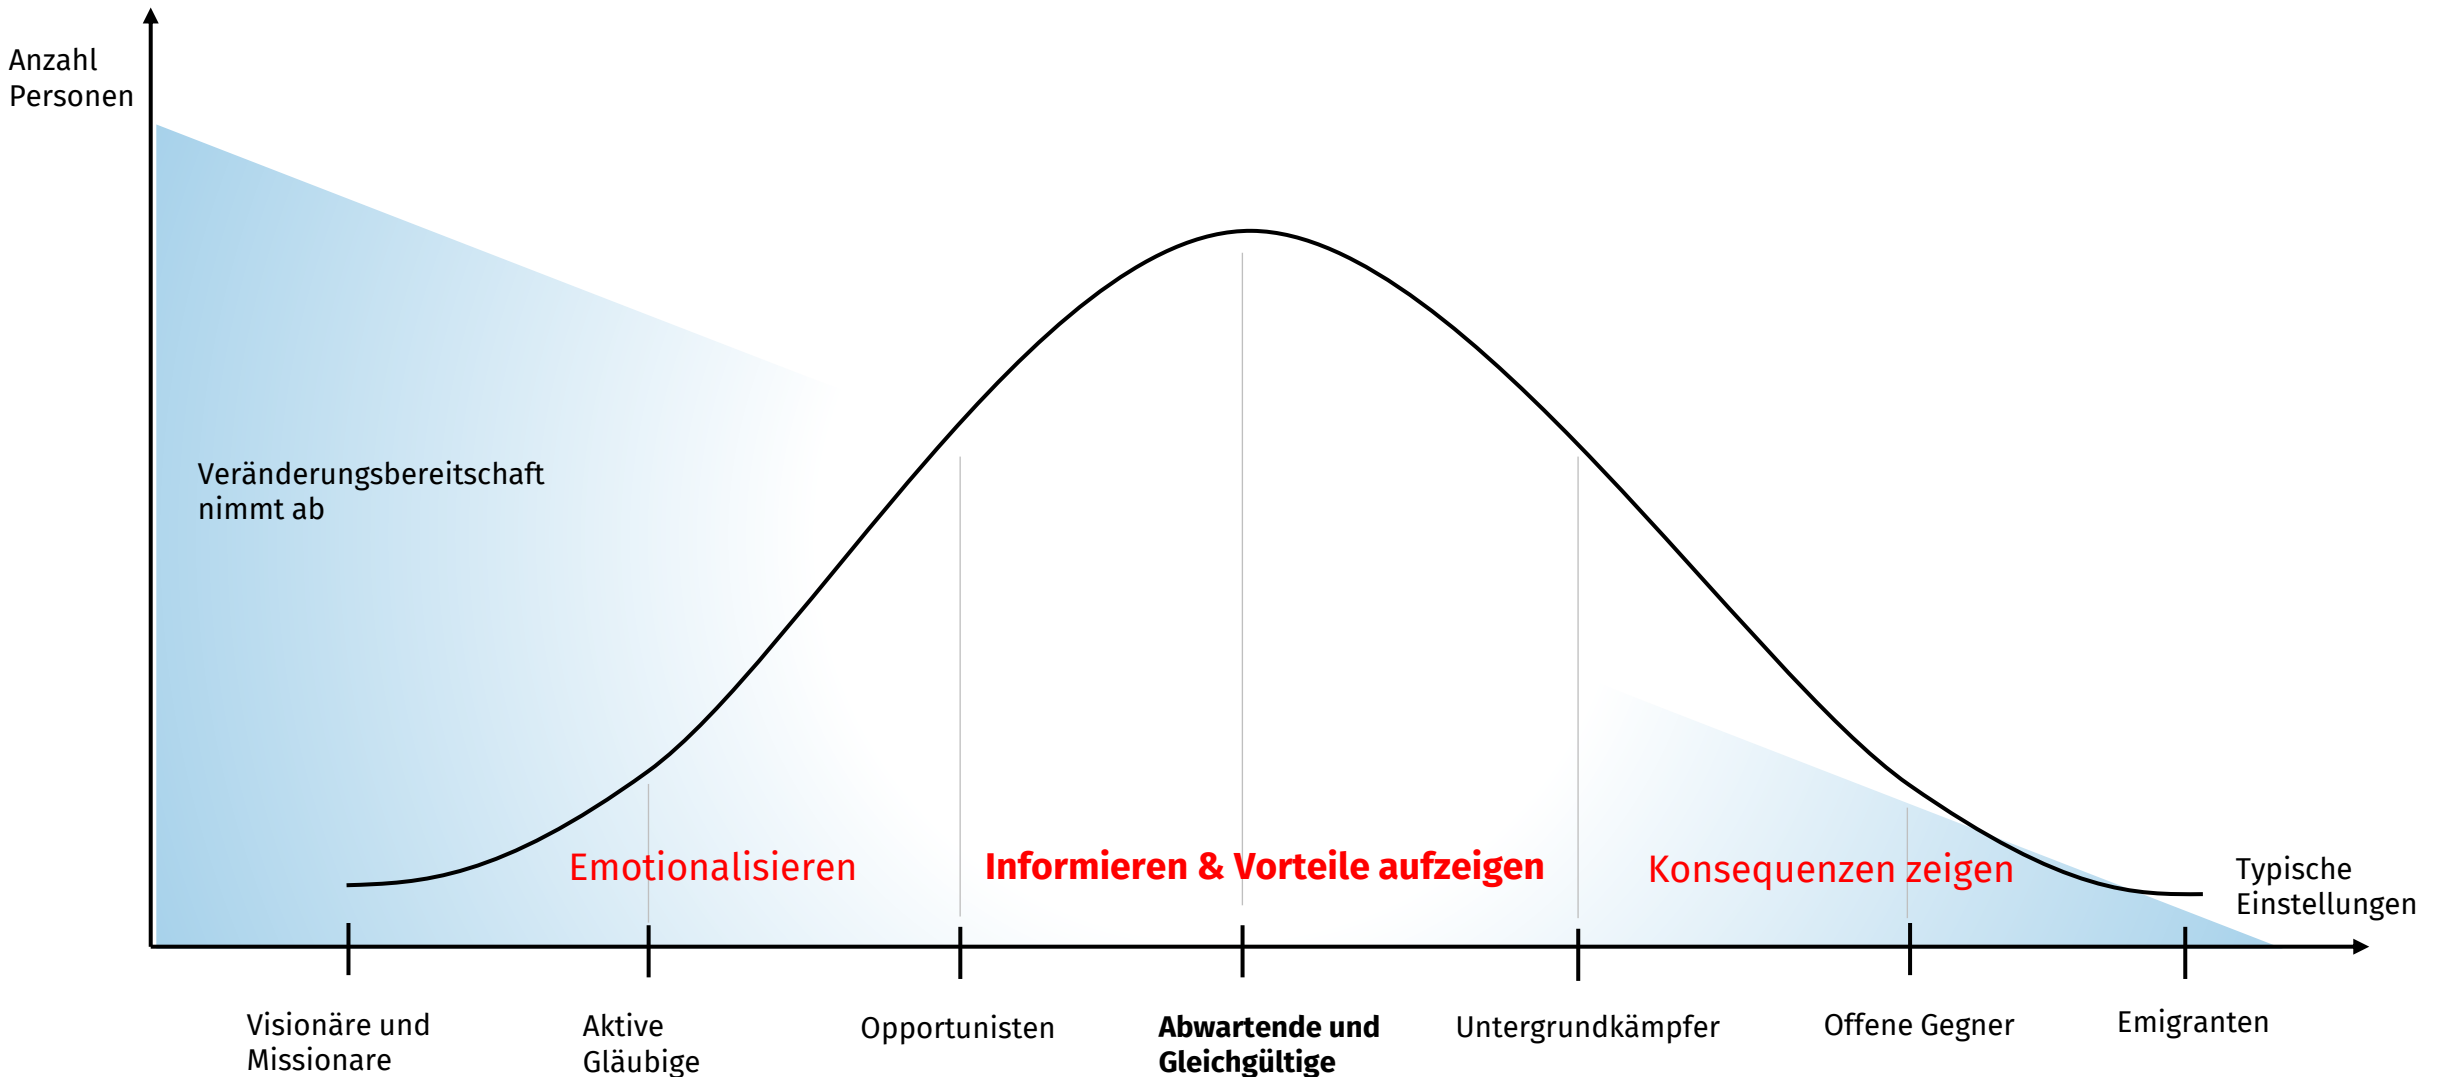 Anzahl
Personen
Veränderungsbereitschaft
nimmt ab
Emotionalisieren
Informieren & Vorteile aufzeigen
Konsequenzen zeigen
Typische
Einstellungen
Visionäre und
Missionare
Aktive
Gläubige
Opportunisten
Abwartende und
Gleichgültige
Untergrundkämpfer
Offene Gegner
Emigranten